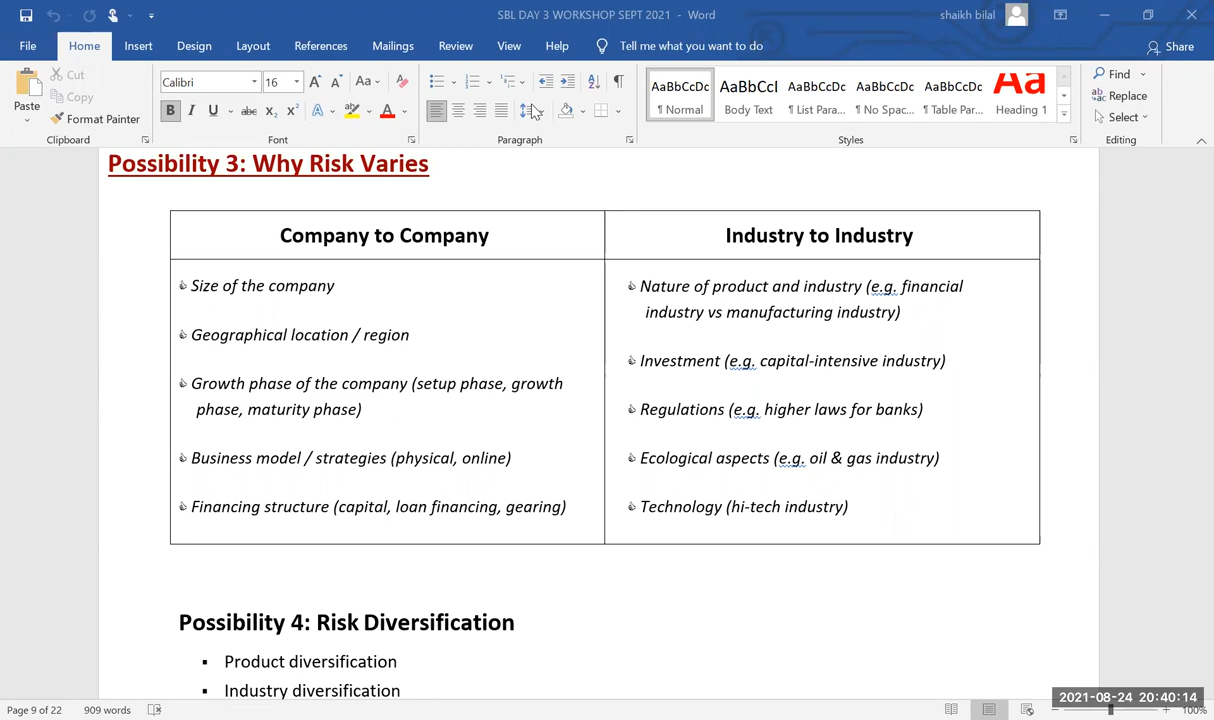 SBL DAY 3 WORKSHOP SEPT 2021 - Word
shaikh bilal
File Home Insert Design Layout References Mailings Review View Help Tell me what you want to do Share
Paste
Cut
Copy
Format Painter
Clipboard
Calibri 16
Aa
B I U abc x₂ x² A A
Font
Paragraph
AaBbCcDc AaBbCcI AaBbCcDc AaBbCcDc AaBbCcDc Aa
¶ Normal Body Text ¶ List Para... ¶ No Spac... ¶ Table Par... Heading 1
Styles
Find
Replace
Select
Editing
Possibility 3: Why Risk Varies
Company to Company
Size of the company
Geographical location / region
Growth phase of the company (setup phase, growth
phase, maturity phase)
Business model / strategies (physical, online)
Financing structure (capital, loan financing, gearing)
Industry to Industry
Nature of product and industry (e.g. financial
industry vs manufacturing industry)
Investment (e.g. capital-intensive industry)
Regulations (e.g. higher laws for banks)
Ecological aspects (e.g. oil & gas industry)
Technology (hi-tech industry)
Possibility 4: Risk Diversification
▪ Product diversification
▪ Industry diversification
2021-08-24 20:40:14
Page 9 of 22 909 words 100%